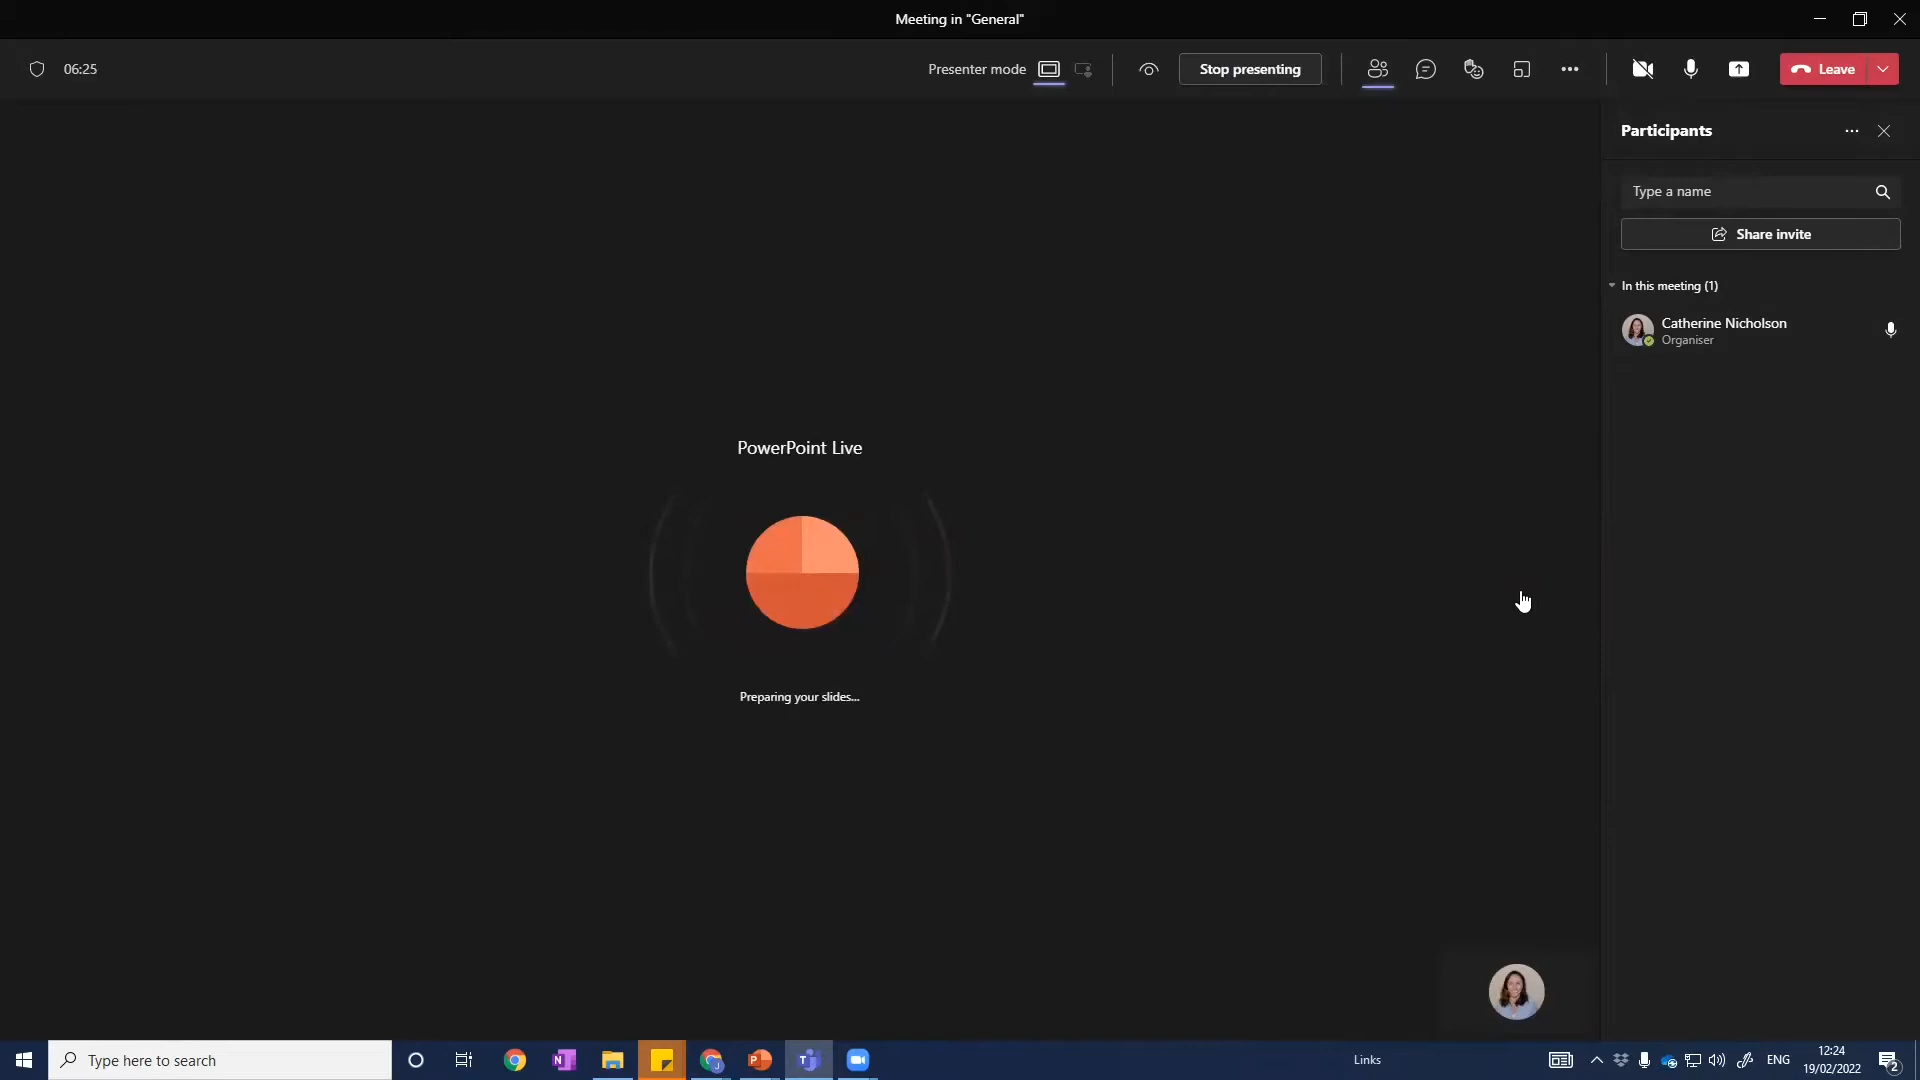 Meeting in "General"
06:25
Presenter mode
Stop presenting
Leave
Participants
Type a name
Share invite
In this meeting (1)
Catherine Nicholson
Organiser
PowerPoint Live
Preparing your slides...
Type here to search
Links
ENG
12:24
19/02/2022
2